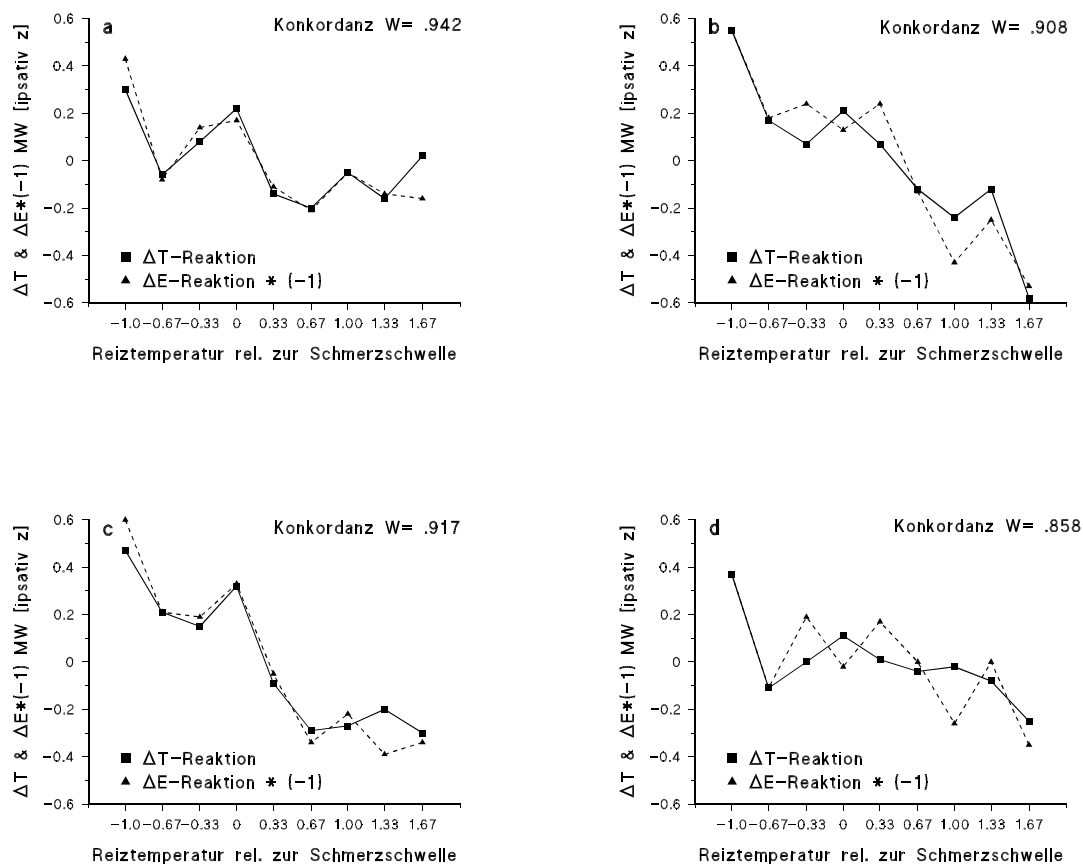 a Konkordanz W= .942
ΔT & ΔE*(-1) MW [ipsativ z]
0.6
0.4
0.2
0
-0.2
-0.4
-0.6
ΔT-Reaktion
ΔE-Reaktion * (-1)
-1.0 -0.67 -0.33 0 0.33 0.67 1.00 1.33 1.67
Reiztemperatur rel. zur Schmerzschwelle
b Konkordanz W= .908
ΔT & ΔE*(-1) MW [ipsativ z]
0.6
0.4
0.2
0
-0.2
-0.4
-0.6
ΔT-Reaktion
ΔE-Reaktion * (-1)
-1.0 -0.67 -0.33 0 0.33 0.67 1.00 1.33 1.67
Reiztemperatur rel. zur Schmerzschwelle
c Konkordanz W= .917
ΔT & ΔE*(-1) MW [ipsativ z]
0.6
0.4
0.2
0
-0.2
-0.4
-0.6
ΔT-Reaktion
ΔE-Reaktion * (-1)
-1.0 -0.67 -0.33 0 0.33 0.67 1.00 1.33 1.67
Reiztemperatur rel. zur Schmerzschwelle
d Konkordanz W= .858
ΔT & ΔE*(-1) MW [ipsativ z]
0.6
0.4
0.2
0
-0.2
-0.4
-0.6
ΔT-Reaktion
ΔE-Reaktion * (-1)
-1.0 -0.67 -0.33 0 0.33 0.67 1.00 1.33 1.67
Reiztemperatur rel. zur Schmerzschwelle